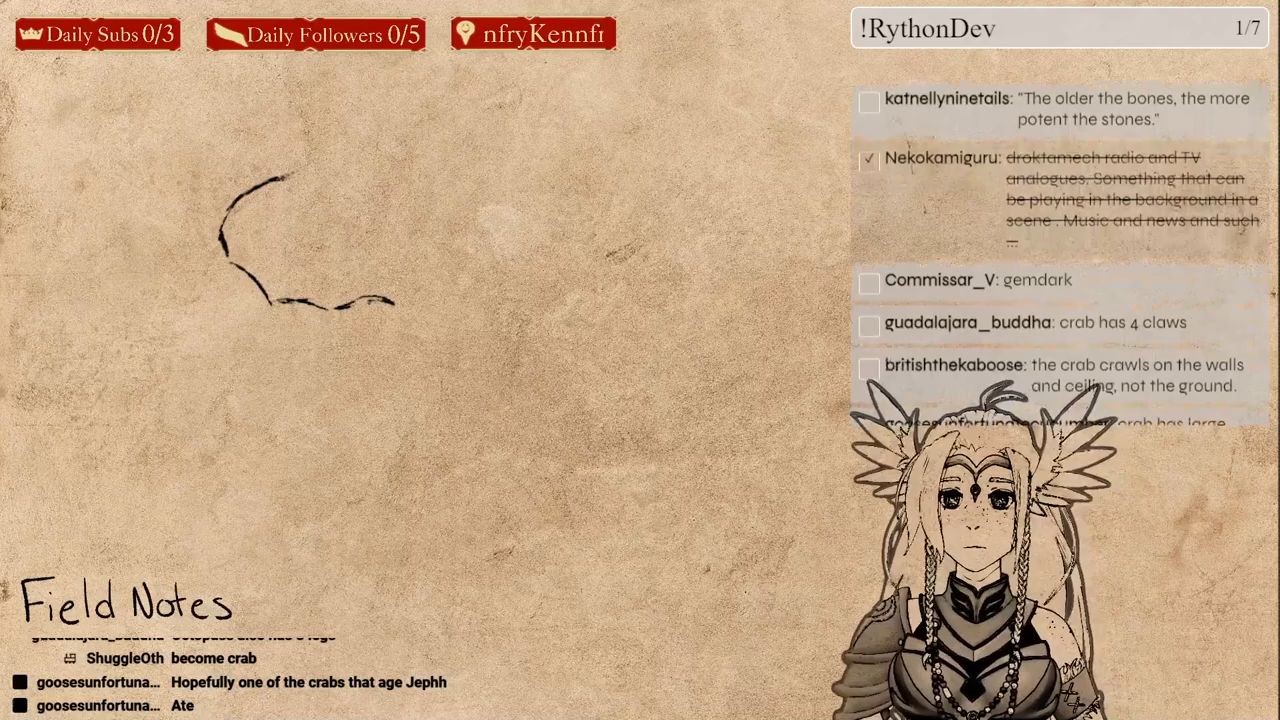 Daily Subs 0/3
Daily Followers 0/5
nfryKennfr
!RythonDev 1/7
katnellyninetails: "The older the bones, the more
potent the stones."
Nekokamiguru: droktamech radio and TV
analogues. Something that can
be playing in the background in a
scene . Music and news and such
...
Commissar_V: gemdark
guadalajara_buddha: crab has 4 claws
britishthekaboose: the crab crawls on the walls
and ceiling, not the ground.
crab has large
Field Notes
ShuggleOth become crab
goosesunfortuna... Hopefully one of the crabs that age Jephh
goosesunfortuna... Ate